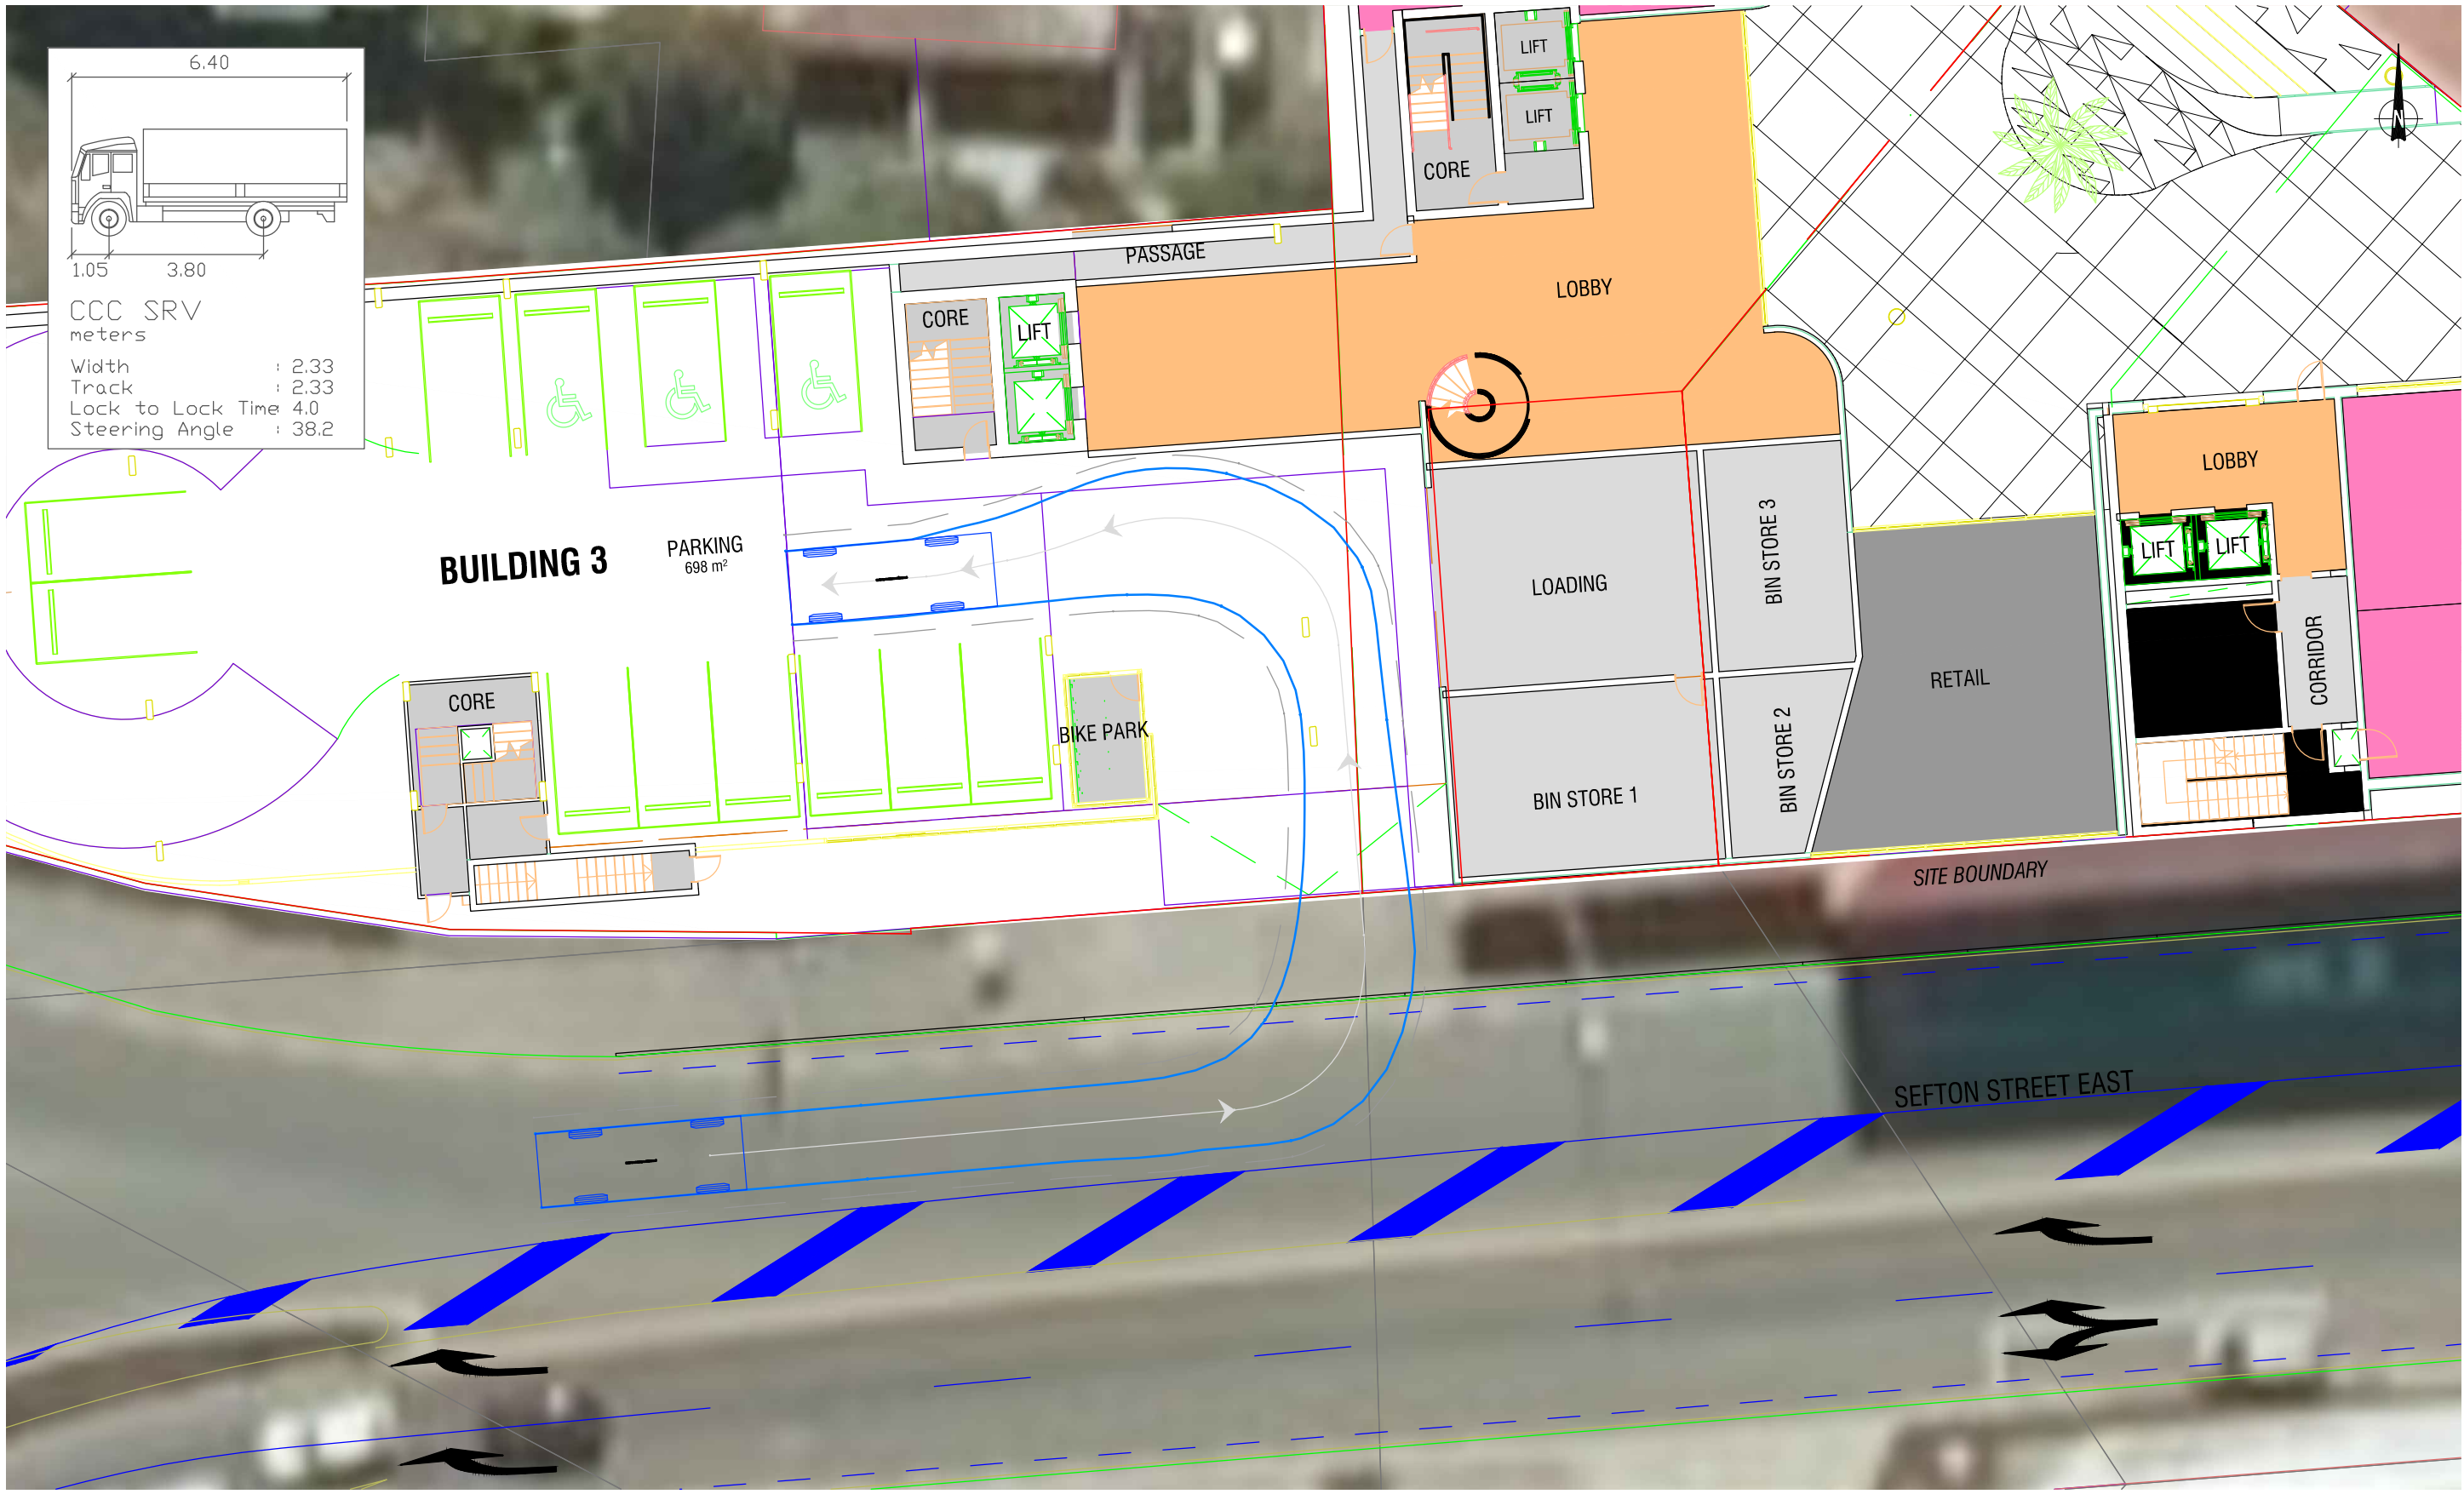 6.40
1.05 3.80
CCC SRV
meters
Width : 2.33
Track : 2.33
Lock to Lock Time: 4.0
Steering Angle : 38.2
LIFT
LIFT
CORE
N
PASSAGE
LOBBY
CORE
LIFT
LOBBY
LIFT
LIFT
BUILDING 3
PARKING
698 m²
LOADING
BIN STORE 3
CORRIDOR
RETAIL
CORE
BIKE PARK
BIN STORE 2
BIN STORE 1
SITE BOUNDARY
SEFTON STREET EAST